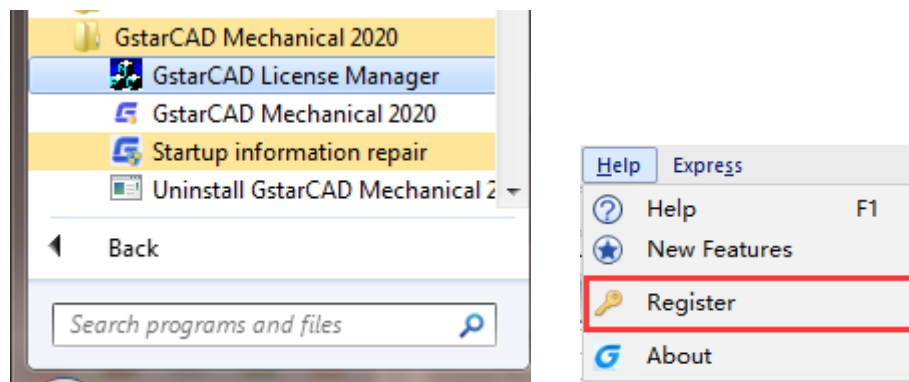 GstarCAD Mechanical 2020
GstarCAD License Manager
GstarCAD Mechanical 2020
Startup information repair
Uninstall GstarCAD Mechanical
Back
Search programs and files
Help Express
Help F1
New Features
Register
About